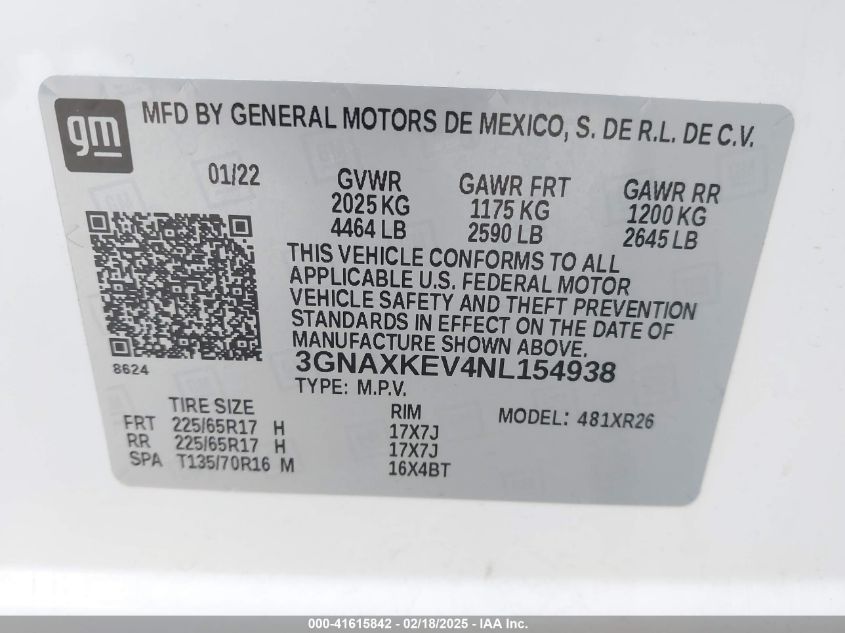 gm
MFD BY GENERAL MOTORS DE MEXICO, S. DE R.L. DE C.V.
01/22
GVWR GAWR FRT GAWR RR
2025 KG 1175 KG 1200 KG
4464 LB 2590 LB 2645 LB
THIS VEHICLE CONFORMS TO ALL
APPLICABLE U.S. FEDERAL MOTOR
VEHICLE SAFETY AND THEFT PREVENTION
STANDARDS IN EFFECT ON THE DATE OF
MANUFACTURE SHOWN ABOVE.
8624
3GNAXKEV4NL154938
TYPE: M.P.V.
TIRE SIZE RIM MODEL: 481XR26
FRT 225/65R17 H 17X7J
RR 225/65R17 H 17X7J
SPA T135/70R16 M 16X4BT
000-41615842 - 02/18/2025 - IAA Inc.